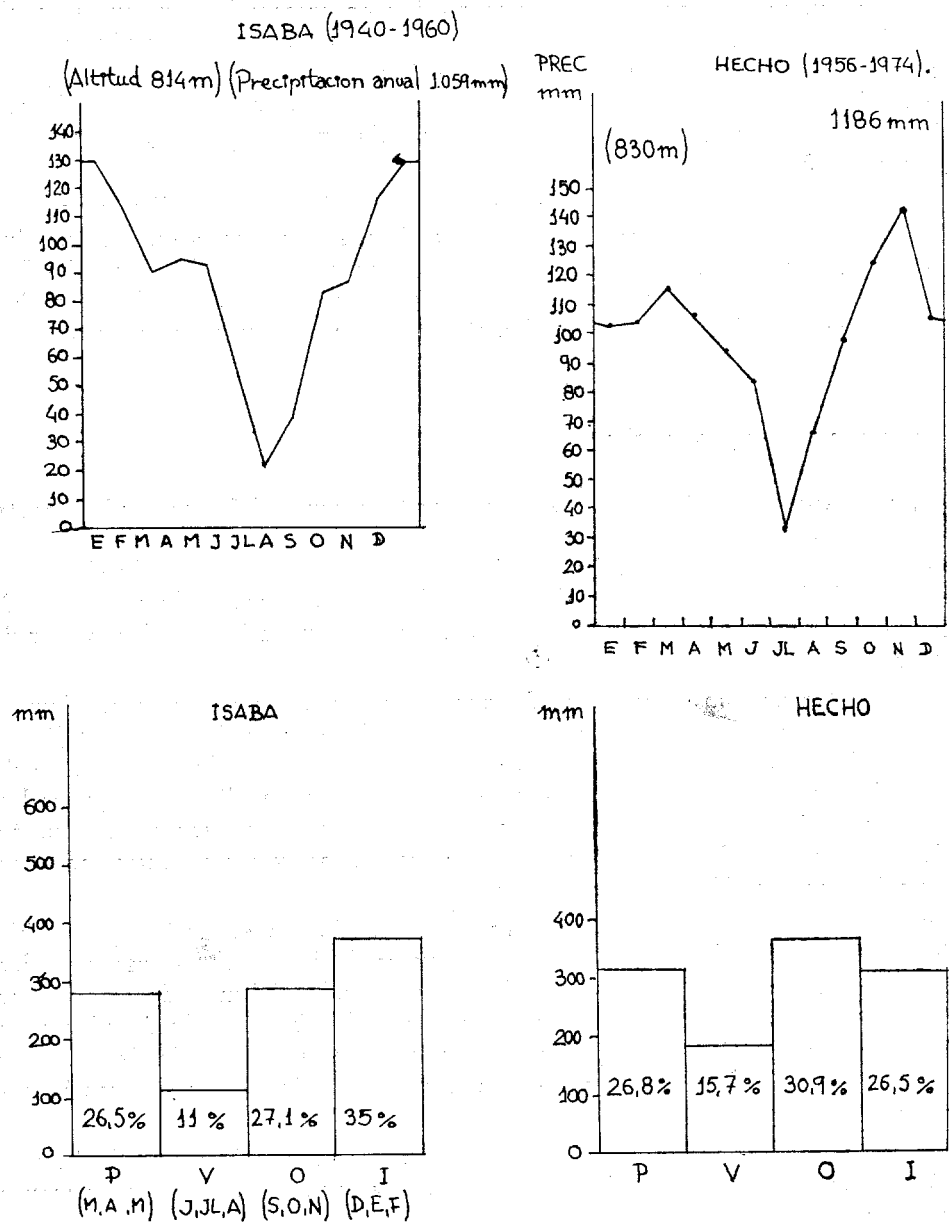 ISABA (1940-1960)
(Altitud 814m) (Precipitacion anual 1.059mm)
140
130
120
110
100
90
80
70
60
50
40
30
20
10
0
E F M A M J JL A S O N D
PREC
mm
HECHO (1956-1974).
1186 mm
(830m)
150
140
130
120
110
100
90
80
70
60
50
40
30
20
10
0
E F M A M J JL A S O N D
mm
ISABA
600
500
400
300
200
100
0
26,5% 11 % 27,1 % 35 %
P V O I
(M,A,M) (J,JL,A) (S,O,N) (D,E,F)
mm
HECHO
400
300
200
100
0
26,8% 15,7 % 30,9 % 26,5 %
P V O I